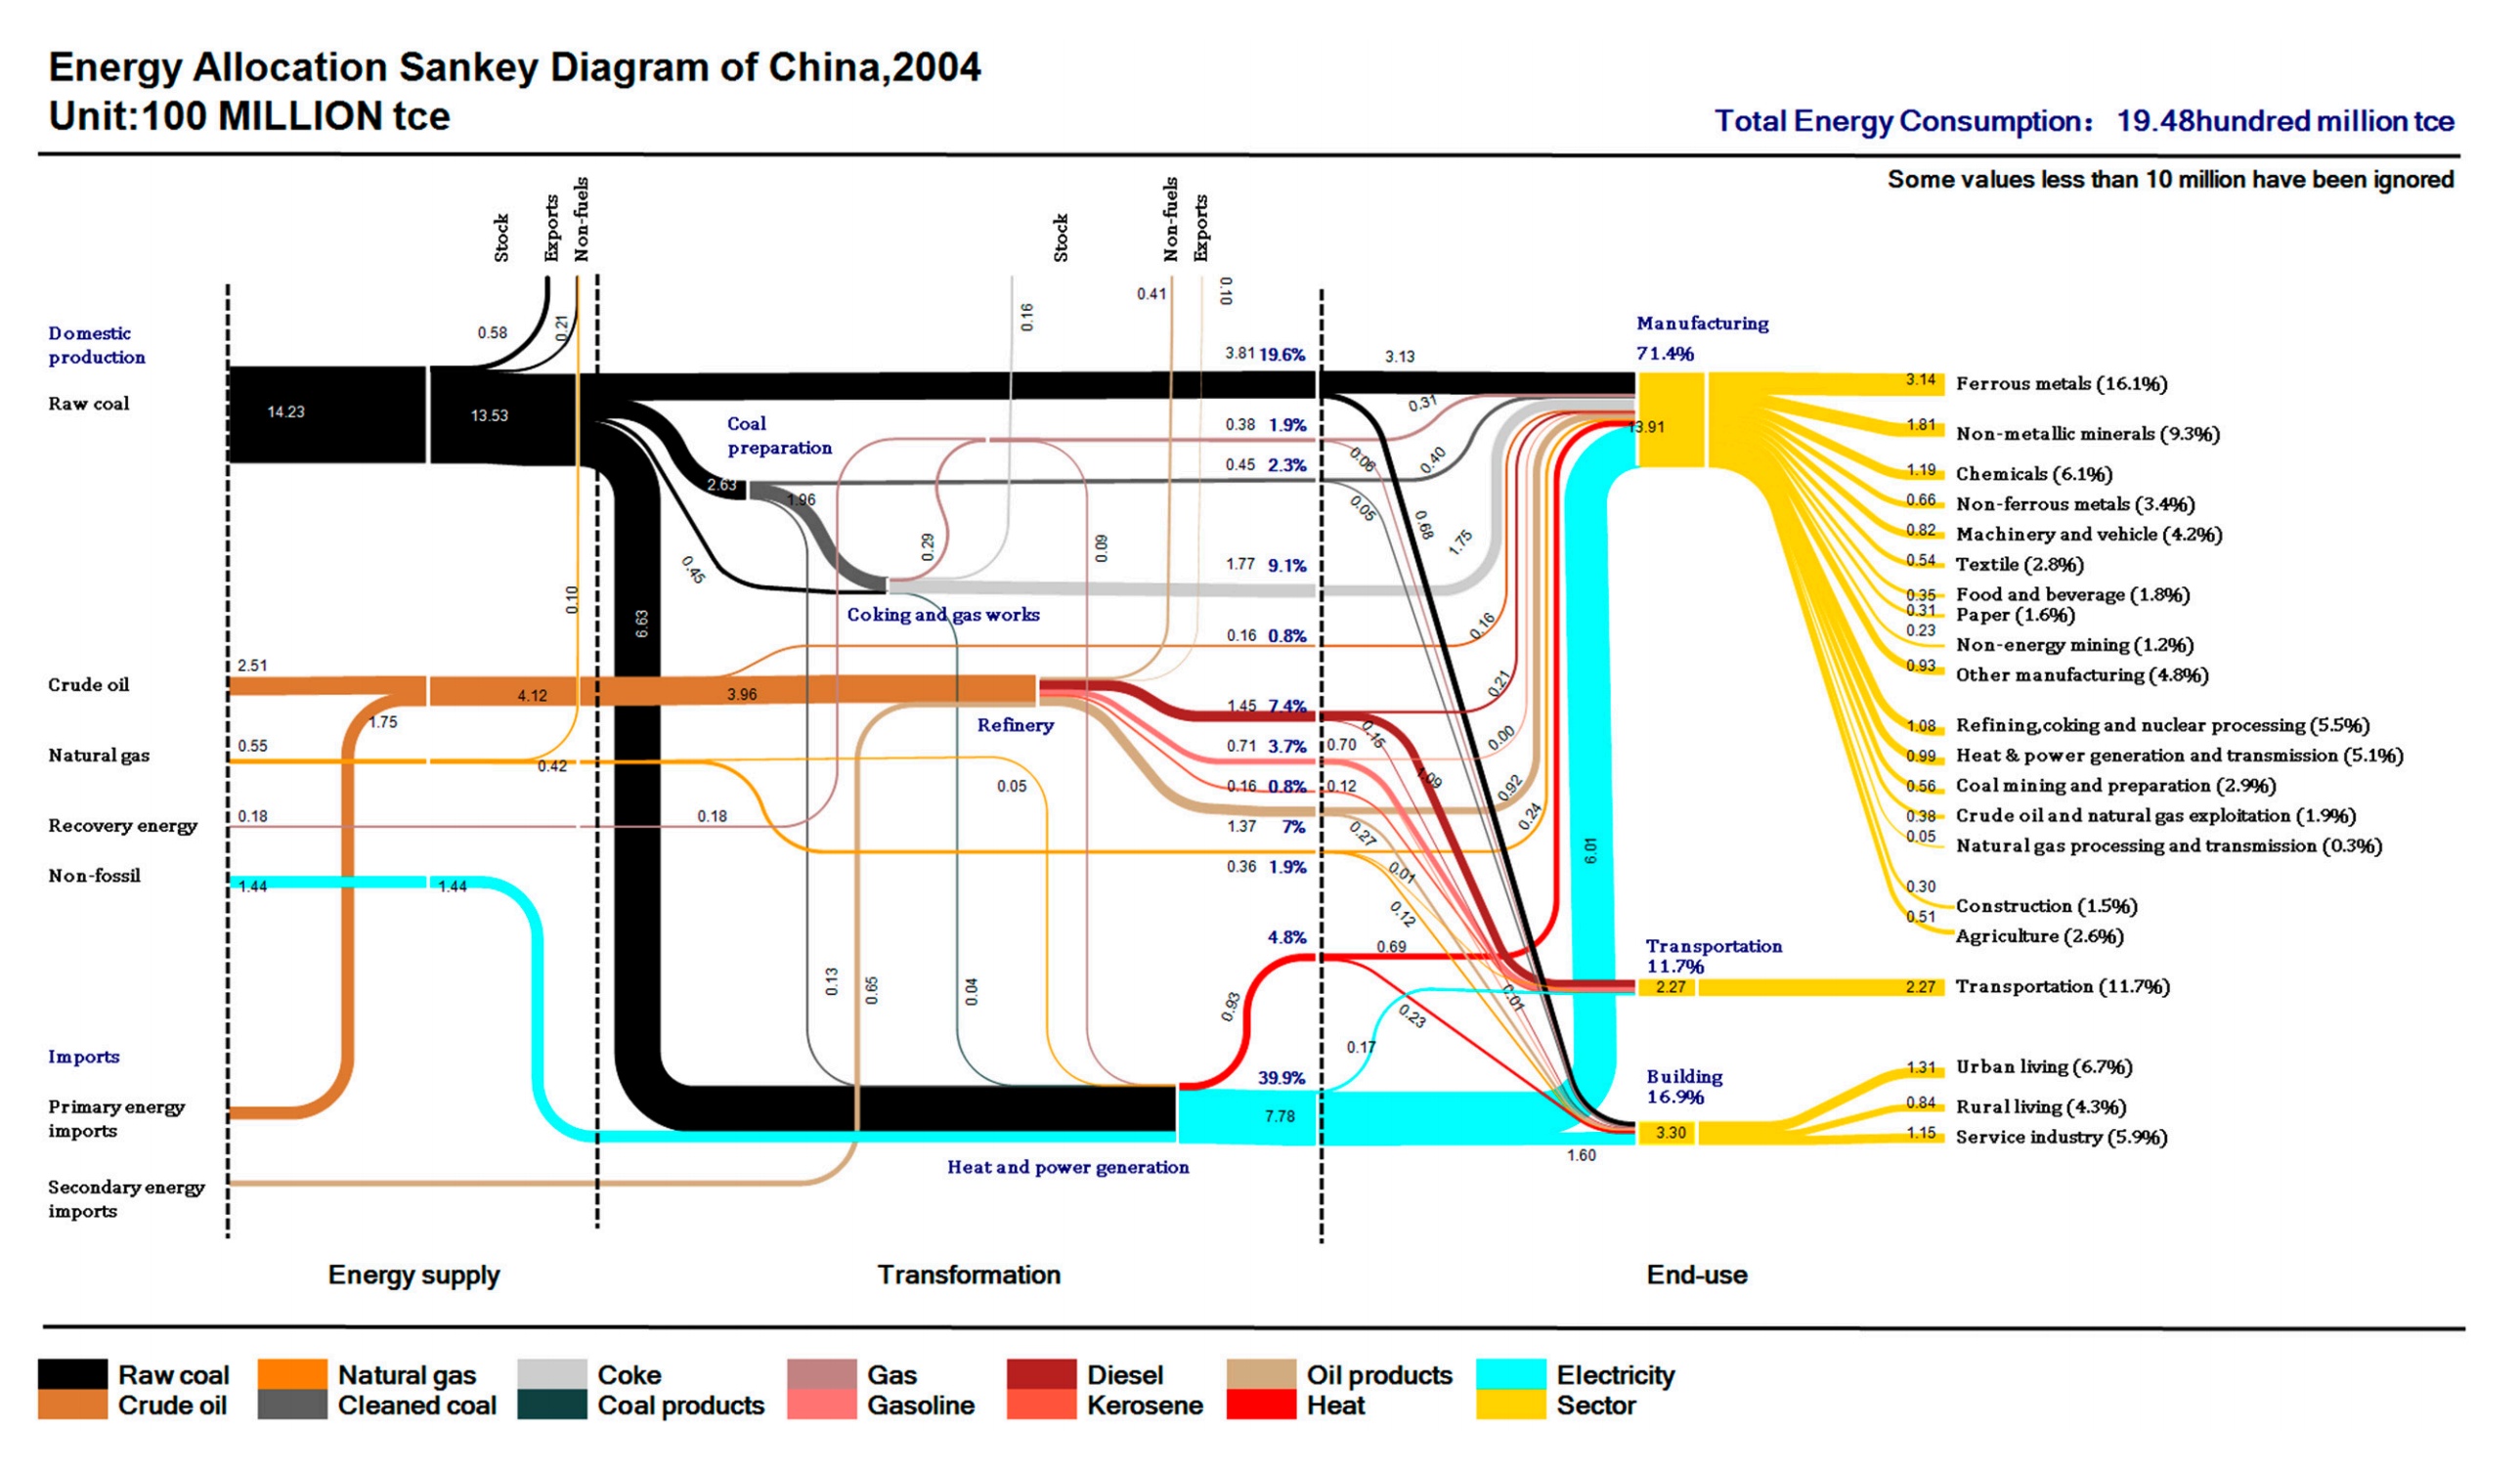 Energy Allocation Sankey Diagram of China,2004
Unit:100 MILLION tce
Total Energy Consumption: 19.48hundred million tce
Some values less than 10 million have been ignored
Stock
Exports
Non-fuels
Stock
Non-fuels
Exports
Domestic
production
Raw coal
14.23
13.53
0.58
0.21
0.16
0.41
0.10
3.81 19.6%
3.13
Manufacturing
71.4%
13.91
Coal
preparation
0.38 1.9%
0.31
0.45 2.3%
0.06
0.40
2.63
1.96
0.05
0.68
1.75
0.45
0.29
0.09
1.77 9.1%
0.10
6.63
Coking and gas works
0.16 0.8%
0.16
Crude oil
2.51
4.12
3.96
1.75
Refinery
1.45 7.4%
0.21
0.15
Natural gas
0.55
0.42
0.71 3.7%
0.70
0.00
1.09
0.05
0.16 0.8%
0.12
0.92
Recovery energy
0.18
0.18
1.37 7%
0.27
0.24
0.36 1.9%
0.01
6.01
Non-fossil
1.44
1.44
0.12
4.8%
0.69
0.13
0.65
0.04
0.93
0.01
0.23
Transportation
11.7%
2.27
Imports
0.17
39.9%
7.78
Building
16.9%
3.30
1.60
Primary energy
imports
Heat and power generation
Secondary energy
imports
3.14 Ferrous metals (16.1%)
1.81 Non-metallic minerals (9.3%)
1.19 Chemicals (6.1%)
0.66 Non-ferrous metals (3.4%)
0.82 Machinery and vehicle (4.2%)
0.54 Textile (2.8%)
0.35 Food and beverage (1.8%)
0.31 Paper (1.6%)
0.23 Non-energy mining (1.2%)
0.93 Other manufacturing (4.8%)
1.08 Refining,coking and nuclear processing (5.5%)
0.99 Heat & power generation and transmission (5.1%)
0.56 Coal mining and preparation (2.9%)
0.38 Crude oil and natural gas exploitation (1.9%)
0.05 Natural gas processing and transmission (0.3%)
0.30 Construction (1.5%)
0.51 Agriculture (2.6%)
2.27 Transportation (11.7%)
1.31 Urban living (6.7%)
0.84 Rural living (4.3%)
1.15 Service industry (5.9%)
Energy supply
Transformation
End-use
Raw coal
Natural gas
Coke
Gas
Diesel
Oil products
Electricity
Crude oil
Cleaned coal
Coal products
Gasoline
Kerosene
Heat
Sector